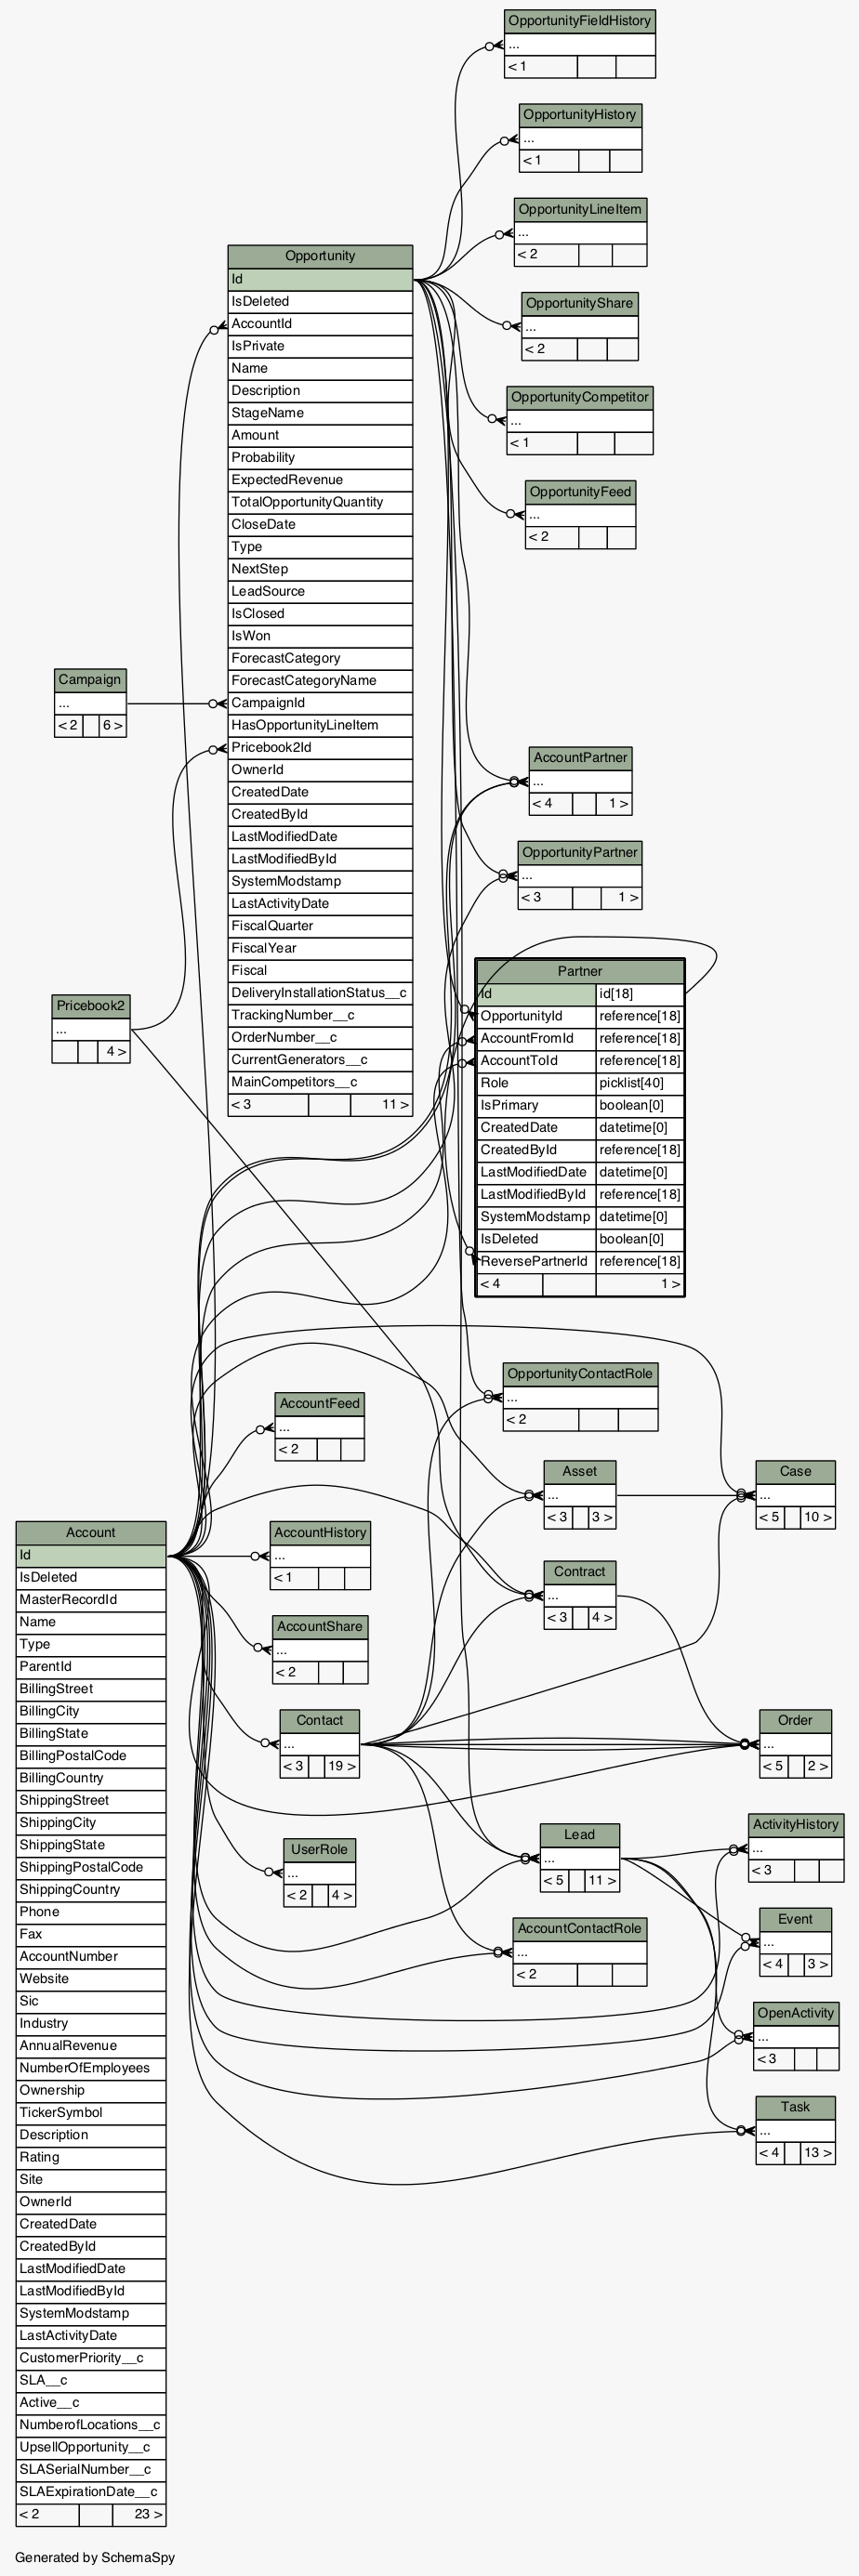 OpportunityFieldHistory
...
< 1
OpportunityHistory
...
< 1
OpportunityLineItem
...
< 2
OpportunityShare
...
< 2
OpportunityCompetitor
...
< 1
OpportunityFeed
...
< 2
Opportunity
Id
IsDeleted
AccountId
IsPrivate
Name
Description
StageName
Amount
Probability
ExpectedRevenue
TotalOpportunityQuantity
CloseDate
Type
NextStep
LeadSource
IsClosed
IsWon
ForecastCategory
ForecastCategoryName
CampaignId
HasOpportunityLineItem
Pricebook2Id
OwnerId
CreatedDate
CreatedById
LastModifiedDate
LastModifiedById
SystemModstamp
LastActivityDate
FiscalQuarter
FiscalYear
Fiscal
DeliveryInstallationStatus__c
TrackingNumber__c
OrderNumber__c
CurrentGenerators__c
MainCompetitors__c
< 3 11 >
Campaign
...
< 2 6 >
Pricebook2
...
4 >
AccountPartner
...
< 4 1 >
OpportunityPartner
...
< 3 1 >
Partner
Id id[18]
OpportunityId reference[18]
AccountFromId reference[18]
AccountToId reference[18]
Role picklist[40]
IsPrimary boolean[0]
CreatedDate datetime[0]
CreatedById reference[18]
LastModifiedDate datetime[0]
LastModifiedById reference[18]
SystemModstamp datetime[0]
IsDeleted boolean[0]
ReversePartnerId reference[18]
< 4 1 >
OpportunityContactRole
...
< 2
AccountFeed
...
< 2
Asset
...
< 3 3 >
Case
...
< 5 10 >
AccountHistory
...
< 1
Contract
...
< 3 4 >
AccountShare
...
< 2
Contact
...
< 3 19 >
Order
...
< 5 2 >
UserRole
...
< 2 4 >
Lead
...
< 5 11 >
ActivityHistory
...
< 3
AccountContactRole
...
< 2
Event
...
< 4 3 >
OpenActivity
...
< 3
Task
...
< 4 13 >
Account
Id
IsDeleted
MasterRecordId
Name
Type
ParentId
BillingStreet
BillingCity
BillingState
BillingPostalCode
BillingCountry
ShippingStreet
ShippingCity
ShippingState
ShippingPostalCode
ShippingCountry
Phone
Fax
AccountNumber
Website
Sic
Industry
AnnualRevenue
NumberOfEmployees
Ownership
TickerSymbol
Description
Rating
Site
OwnerId
CreatedDate
CreatedById
LastModifiedDate
LastModifiedById
SystemModstamp
LastActivityDate
CustomerPriority__c
SLA__c
Active__c
NumberofLocations__c
UpsellOpportunity__c
SLASerialNumber__c
SLAExpirationDate__c
< 2 23 >
Generated by SchemaSpy